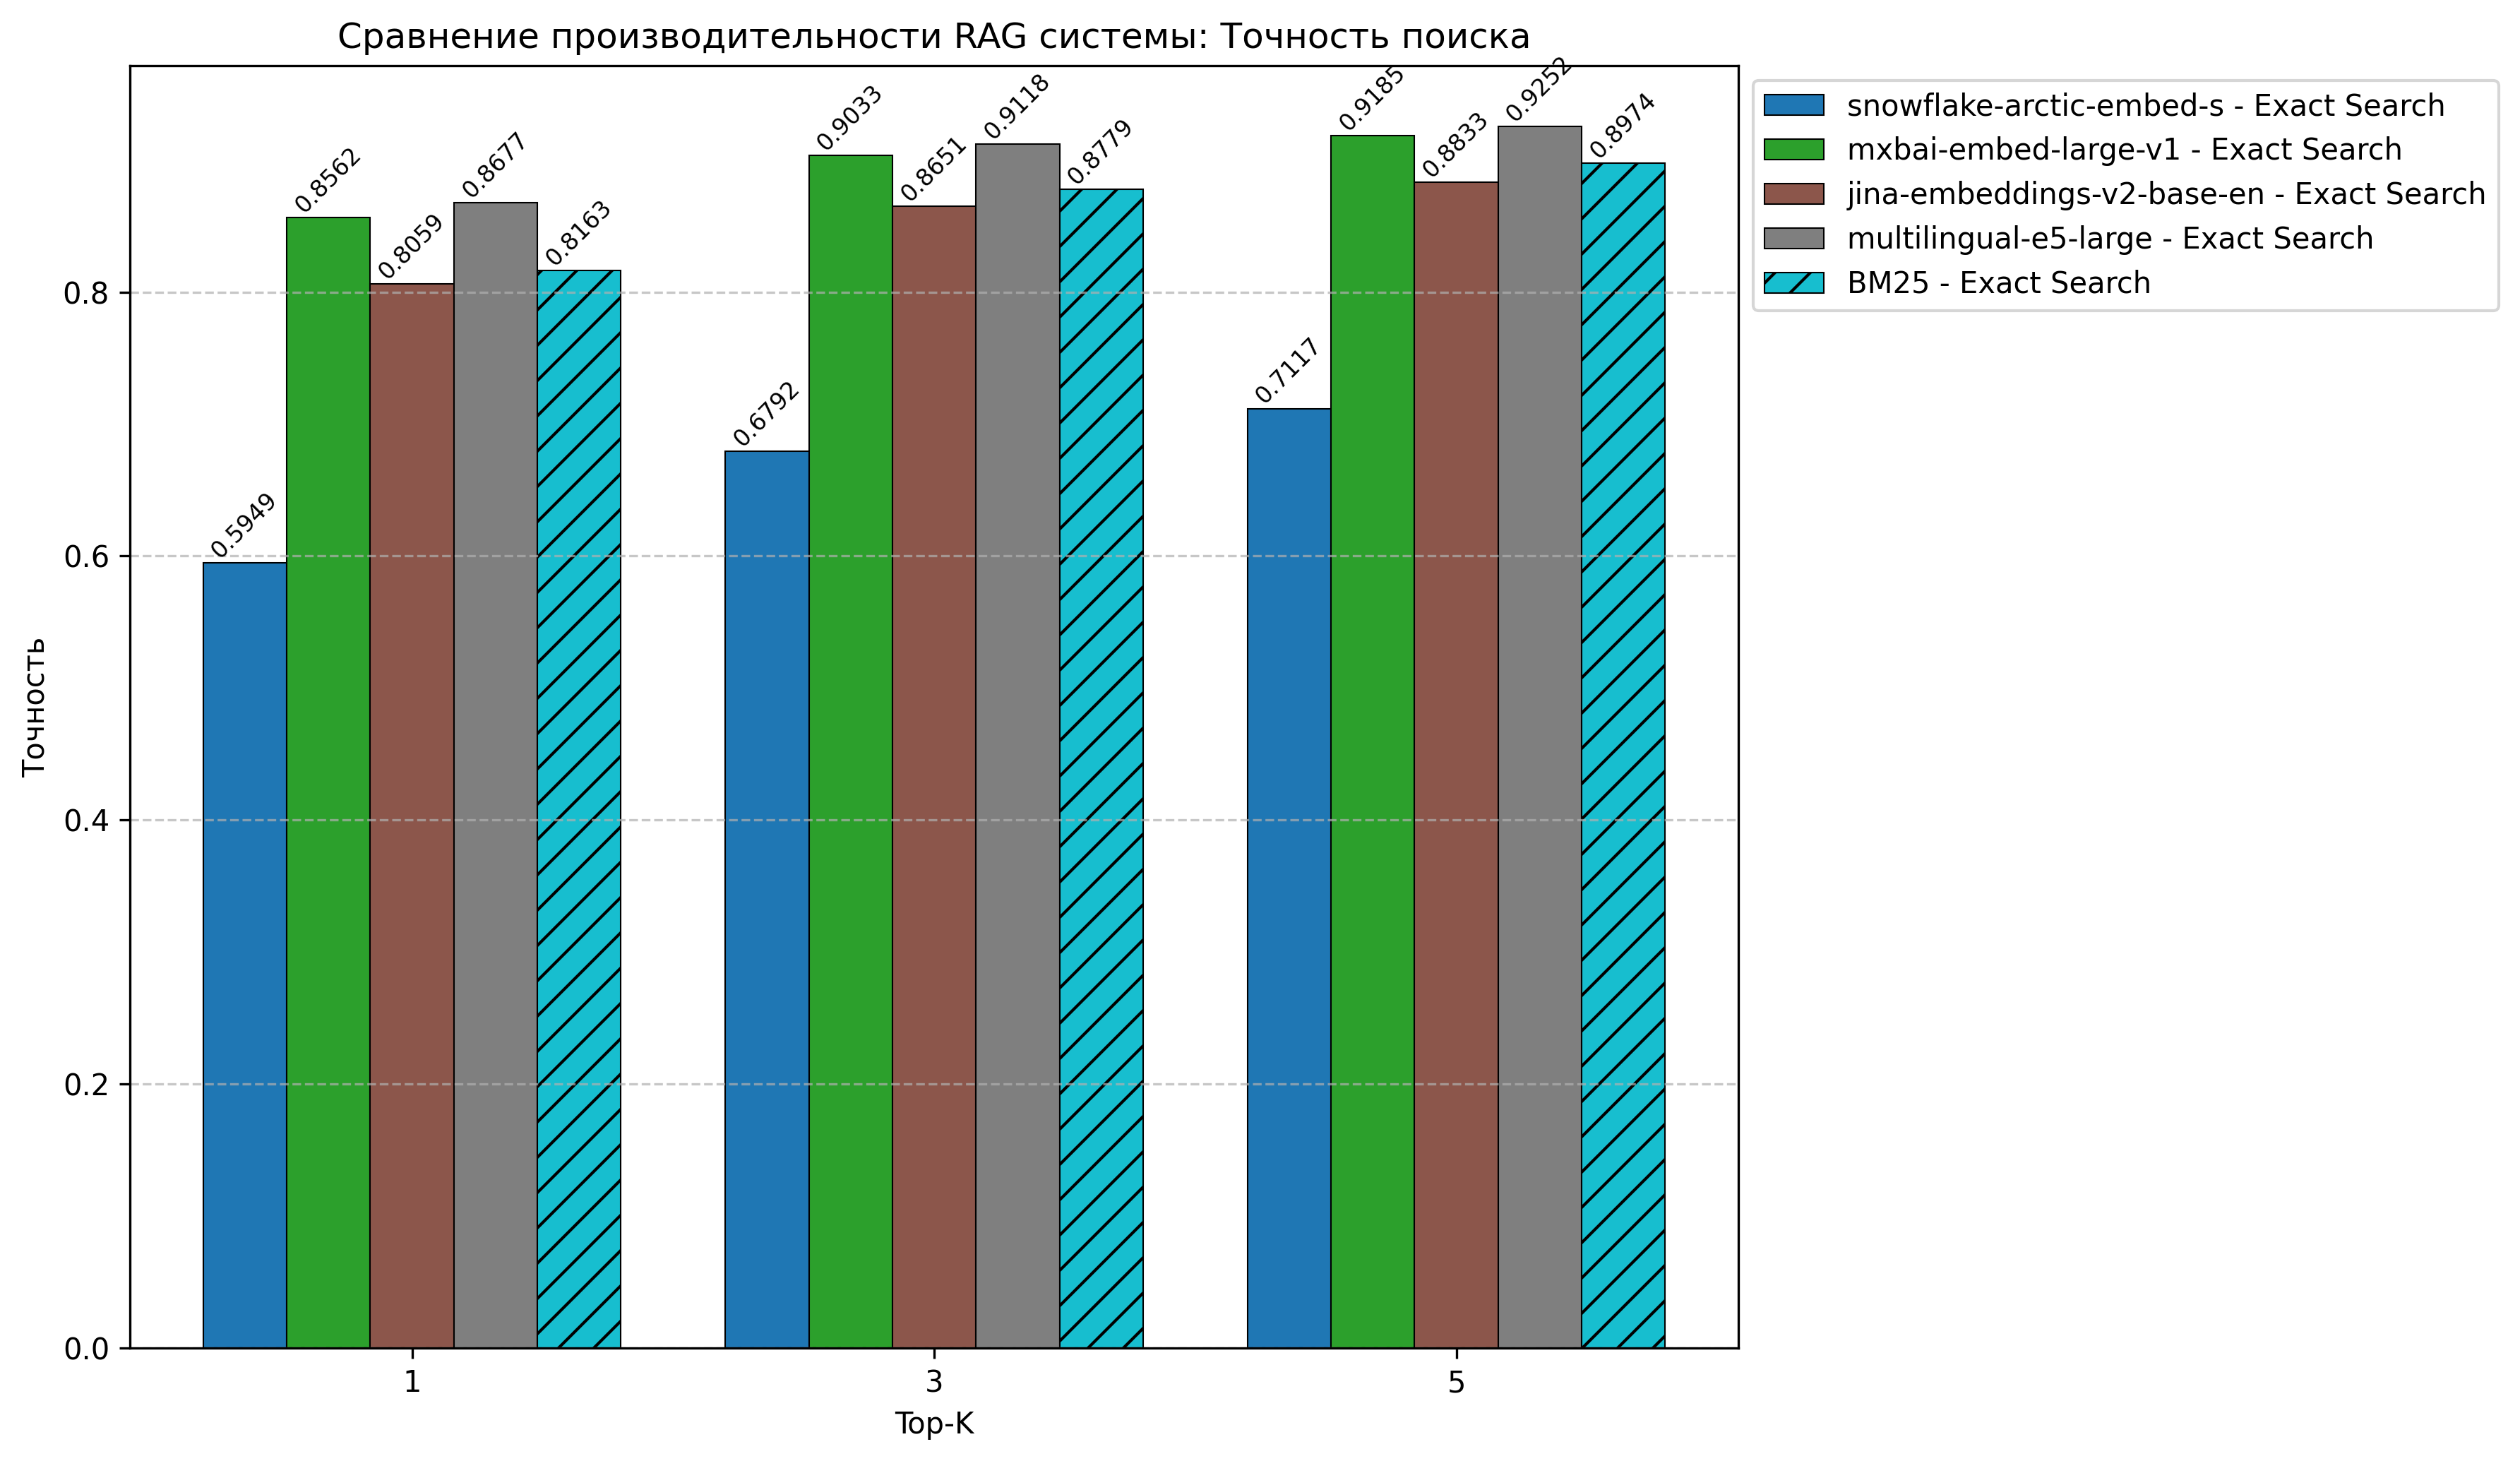 Сравнение производительности RAG системы: Точность поиска
Точность
0.8
0.6
0.4
0.2
0.0
0.5949
0.8562
0.8059
0.8677
0.8163
0.6792
0.9033
0.8651
0.9118
0.8779
0.7117
0.9185
0.8833
0.9252
0.8974
1
3
5
Top-K
snowflake-arctic-embed-s - Exact Search
mxbai-embed-large-v1 - Exact Search
jina-embeddings-v2-base-en - Exact Search
multilingual-e5-large - Exact Search
BM25 - Exact Search